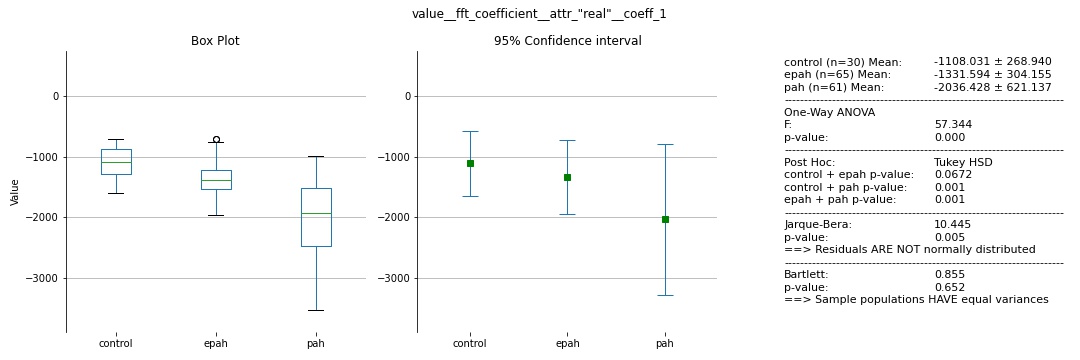 value__fft_coefficient__attr_"real"__coeff_1
Box Plot
Value
0
−1000
−2000
−3000
control epah pah
95% Confidence interval
0
−1000
−2000
−3000
control epah pah
control (n=30) Mean: -1108.031 ± 268.940
epah (n=65) Mean: -1331.594 ± 304.155
pah (n=61) Mean: -2036.428 ± 621.137
One-Way ANOVA
F: 57.344
p-value: 0.000
Post Hoc: Tukey HSD
control + epah p-value: 0.0672
control + pah p-value: 0.001
epah + pah p-value: 0.001
Jarque-Bera: 10.445
p-value: 0.005
==> Residuals ARE NOT normally distributed
Bartlett: 0.855
p-value: 0.652
==> Sample populations HAVE equal variances